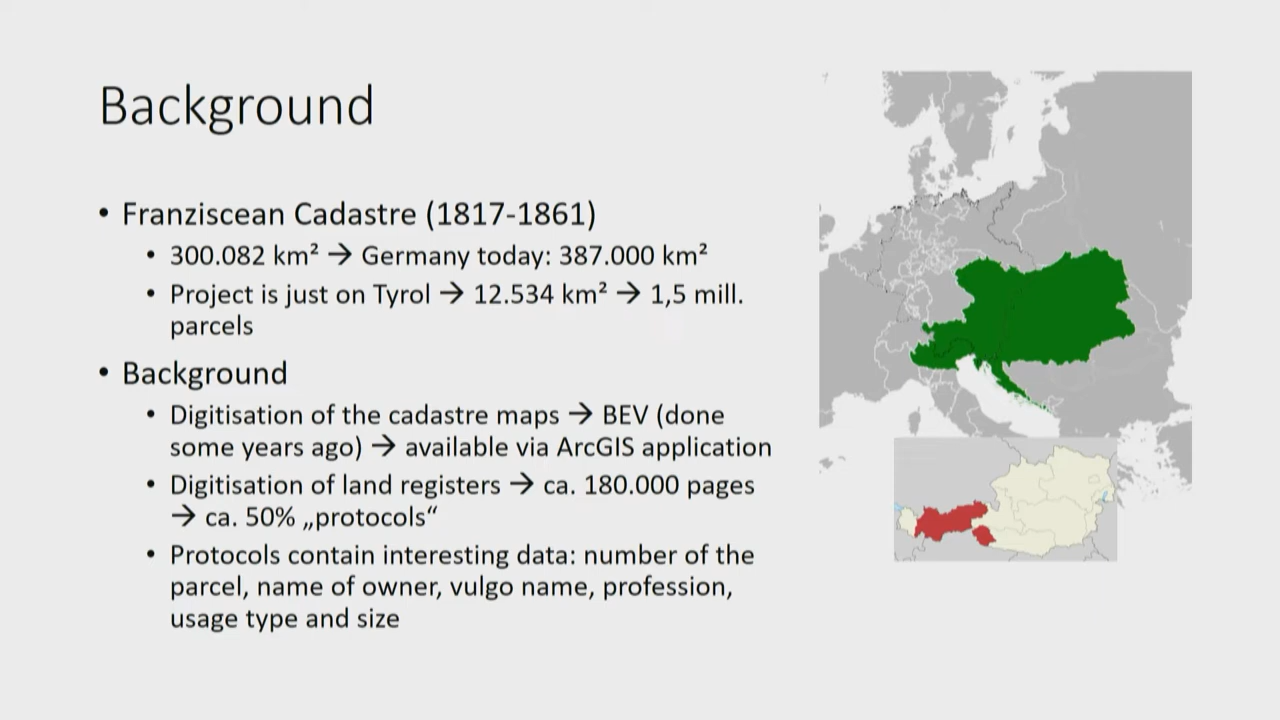 Background
• Franziscean Cadastre (1817-1861)
• 300.082 km² → Germany today: 387.000 km²
• Project is just on Tyrol → 12.534 km² → 1,5 mill.
parcels
• Background
• Digitisation of the cadastre maps → BEV (done
some years ago) → available via ArcGIS application
• Digitisation of land registers → ca. 180.000 pages
→ ca. 50% „protocols“
• Protocols contain interesting data: number of the
parcel, name of owner, vulgo name, profession,
usage type and size